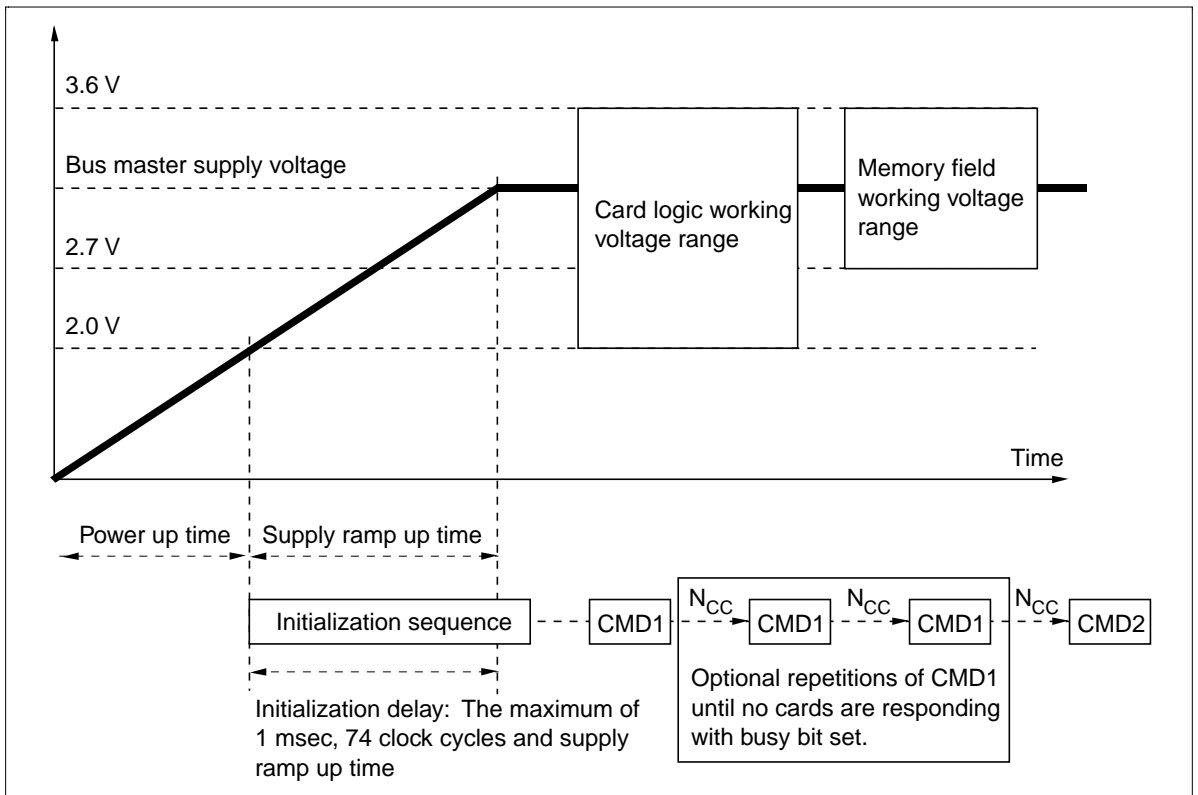 3.6 V
Bus master supply voltage
2.7 V
2.0 V
Card logic working
voltage range
Memory field
working voltage
range
Time
Power up time
Supply ramp up time
Initialization sequence
CMD1
NCC
CMD1
NCC
CMD1
NCC
CMD2
Optional repetitions of CMD1
until no cards are responding
with busy bit set.
Initialization delay: The maximum of
1 msec, 74 clock cycles and supply
ramp up time